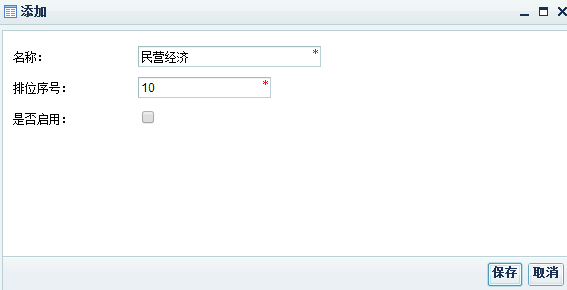 添加
名称： 民营经济 *
排位序号： 10 *
是否启用：
保存 取消